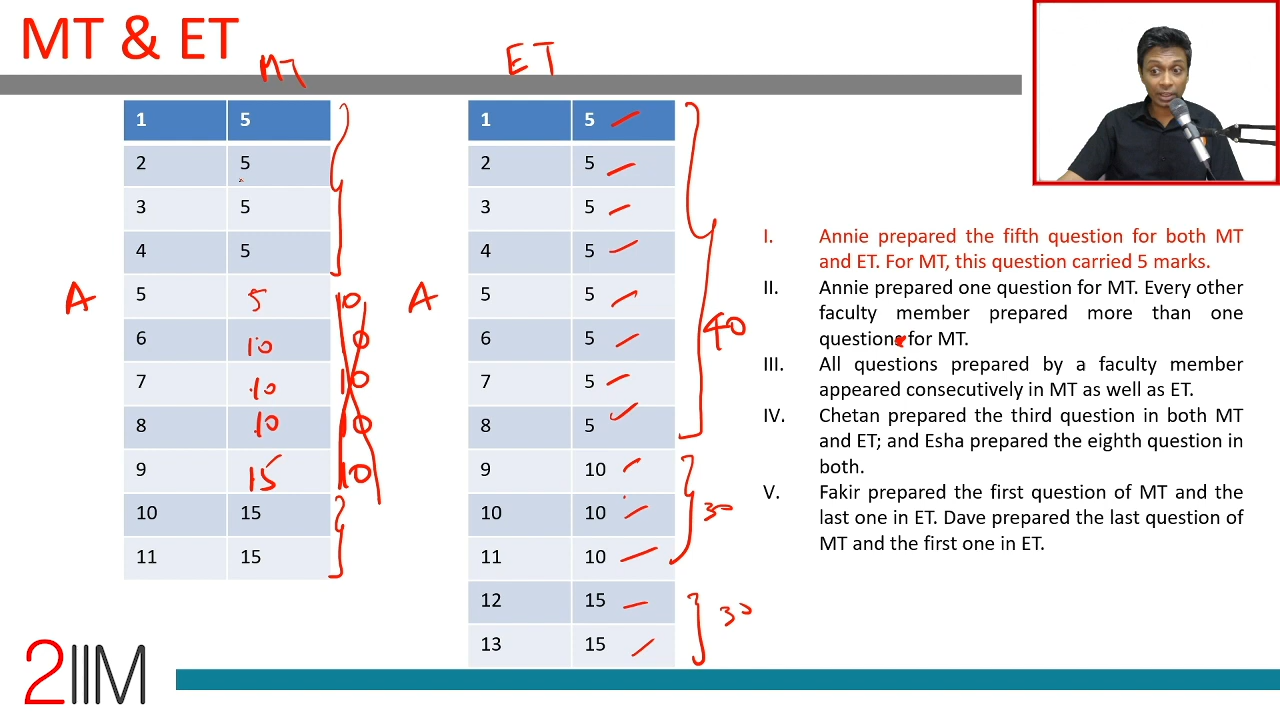 MT & ET
MT
ET
1 5
2 5
3 5
4 5
A 5 5 10
6 10 10
7 10 10
8 10 10
9 15 10
10 15
11 15
1 5
2 5
3 5
4 5
A 5 5
6 5
7 5
8 5
40
9 10
10 10
11 10
30
12 15
13 15
30
I. Annie prepared the fifth question for both MT
and ET. For MT, this question carried 5 marks.
II. Annie prepared one question for MT. Every other
faculty member prepared more than one
questions for MT.
III. All questions prepared by a faculty member
appeared consecutively in MT as well as ET.
IV. Chetan prepared the third question in both MT
and ET; and Esha prepared the eighth question in
both.
V. Fakir prepared the first question of MT and the
last one in ET. Dave prepared the last question of
MT and the first one in ET.
2IIM